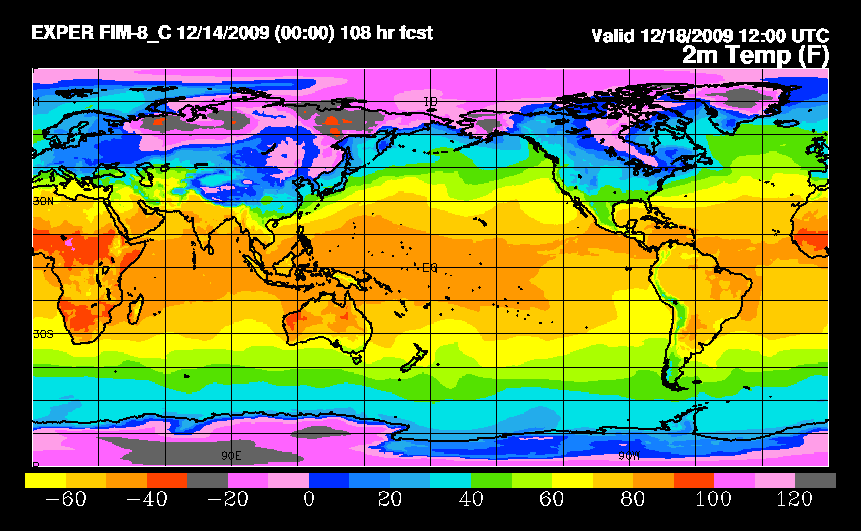 EXPER FIM-8_C 12/14/2009 (00:00) 108 hr fcst
Valid 12/18/2009 12:00 UTC
2m Temp (F)
ID
30N
EQ
30S
90E
90W
-60 -40 -20 0 20 40 60 80 100 120